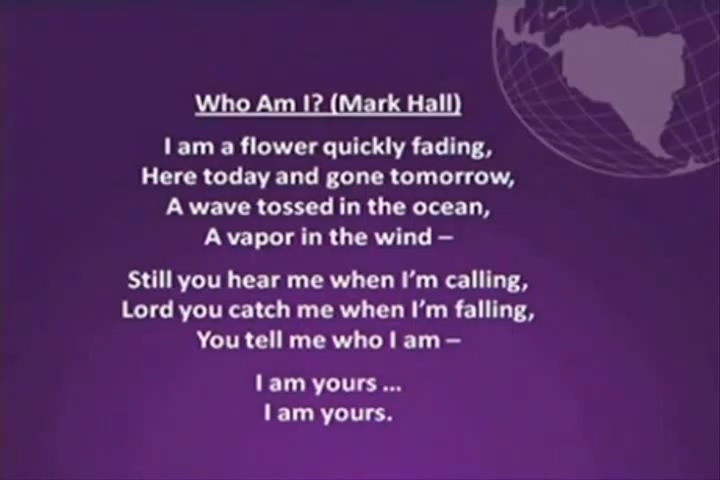 Who Am I? (Mark Hall)
I am a flower quickly fading,
Here today and gone tomorrow,
A wave tossed in the ocean,
A vapor in the wind –
Still you hear me when I'm calling,
Lord you catch me when I'm falling,
You tell me who I am –
I am yours ...
I am yours.